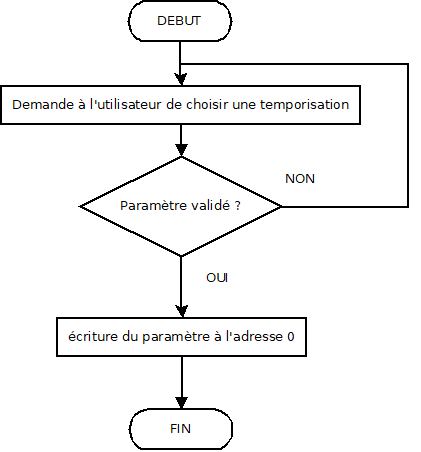 DEBUT
Demande à l'utilisateur de choisir une temporisation
NON
Paramètre validé ?
OUI
écriture du paramètre à l'adresse 0
FIN